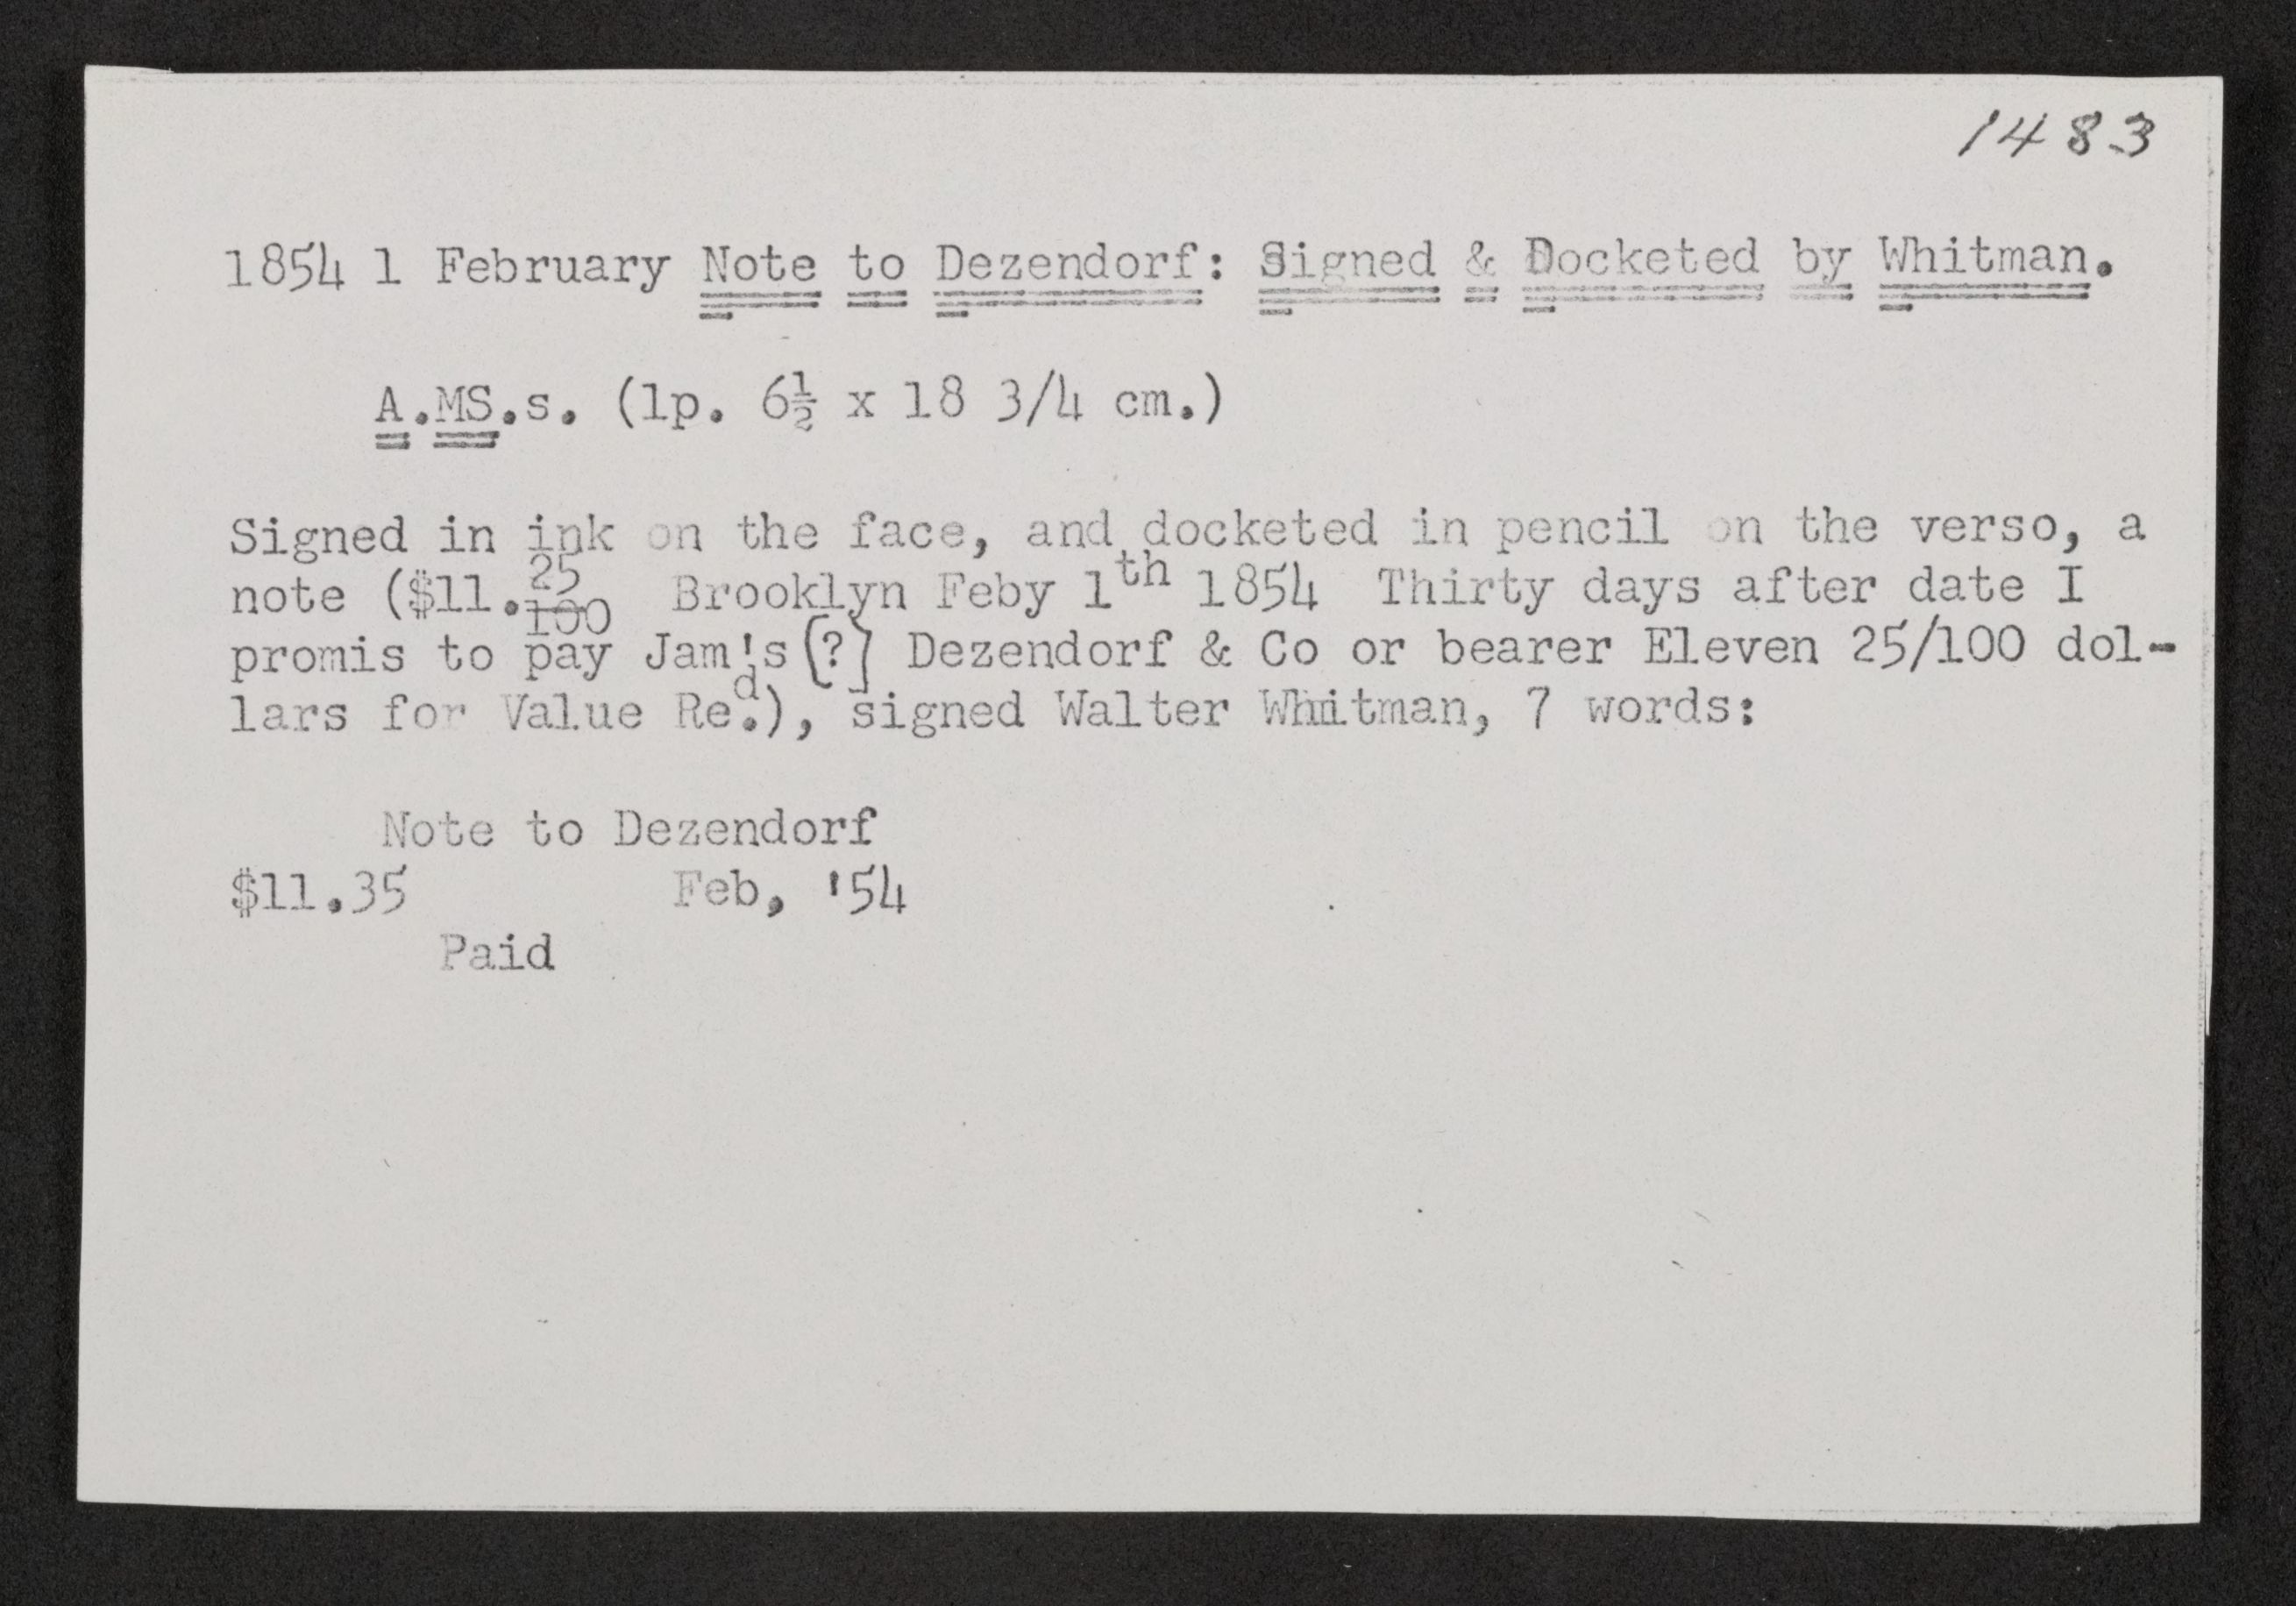 1483
1854 1 February Note to Dezendorf: Signed & Docketed by Whitman.
A.MS.s. (1p. 6½ x 18 3/4 cm.)
Signed in ink on the face, and docketed in pencil on the verso, a
note ($11.25/100 Brooklyn Feby 1th 1854 Thirty days after date I
promis to pay Jam's [?] Dezendorf & Co or bearer Eleven 25/100 dol-
lars for Value Re.d), signed Walter Whitman, 7 words:
Note to Dezendorf
$11.35 Feb, '54
Paid